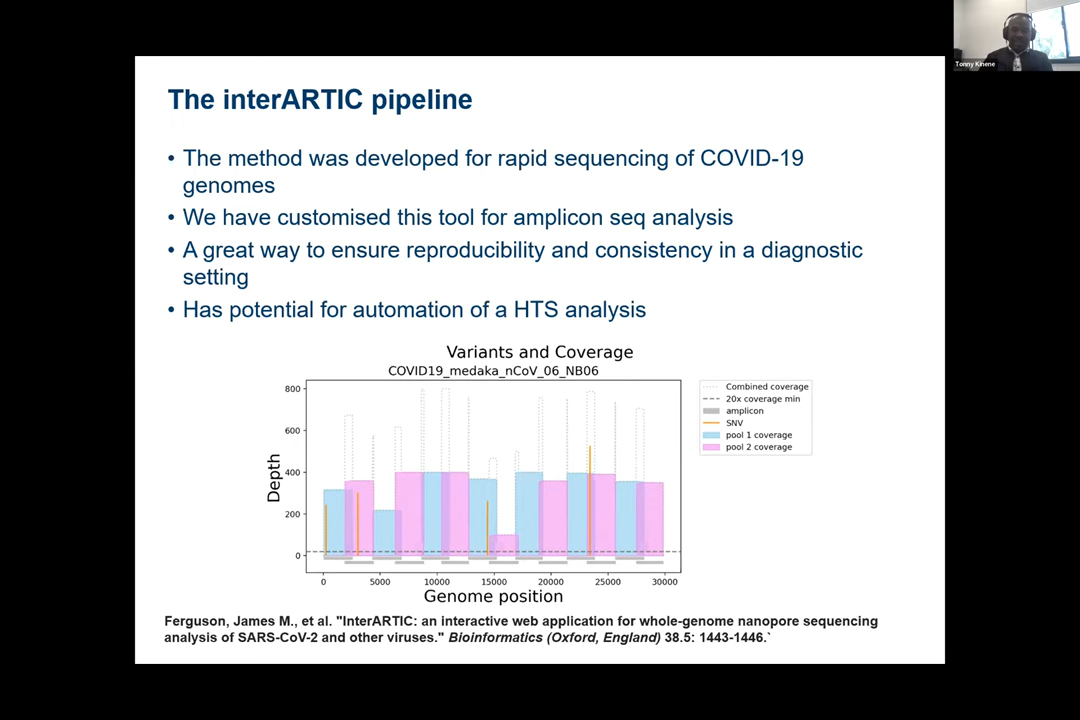 Tonny Kinene
The interARTIC pipeline
• The method was developed for rapid sequencing of COVID-19
genomes
• We have customised this tool for amplicon seq analysis
• A great way to ensure reproducibility and consistency in a diagnostic
setting
• Has potential for automation of a HTS analysis
Variants and Coverage
COVID19_medaka_nCoV_06_NB06
Depth
800
600
400
200
0
0 5000 10000 15000 20000 25000 30000
Genome position
Combined coverage
20x coverage min
amplicon
SNV
pool 1 coverage
pool 2 coverage
Ferguson, James M., et al. "InterARTIC: an interactive web application for whole-genome nanopore sequencing
analysis of SARS-CoV-2 and other viruses." Bioinformatics (Oxford, England) 38.5: 1443-1446.`